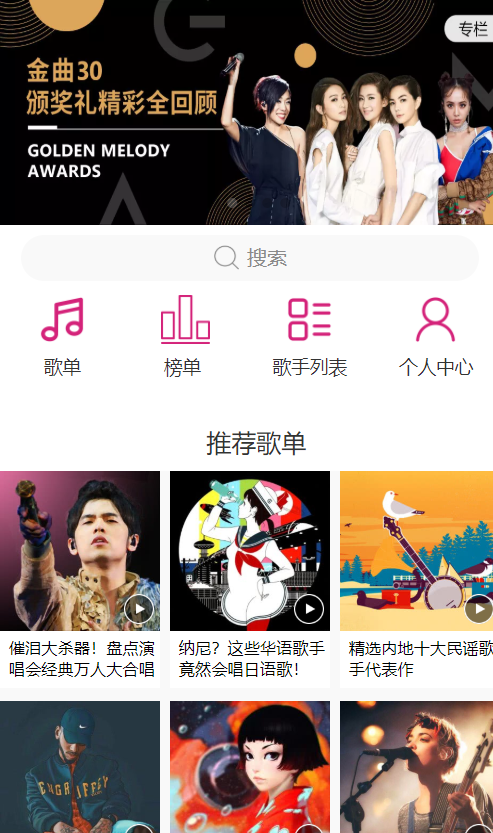 专栏
金曲30
颁奖礼精彩全回顾
GOLDEN MELODY
AWARDS
搜索
歌单
榜单
歌手列表
个人中心
推荐歌单
催泪大杀器！盘点演
唱会经典万人大合唱
纳尼？这些华语歌手
竟然会唱日语歌！
精选内地十大民谣歌
手代表作
ENGRAFFEY